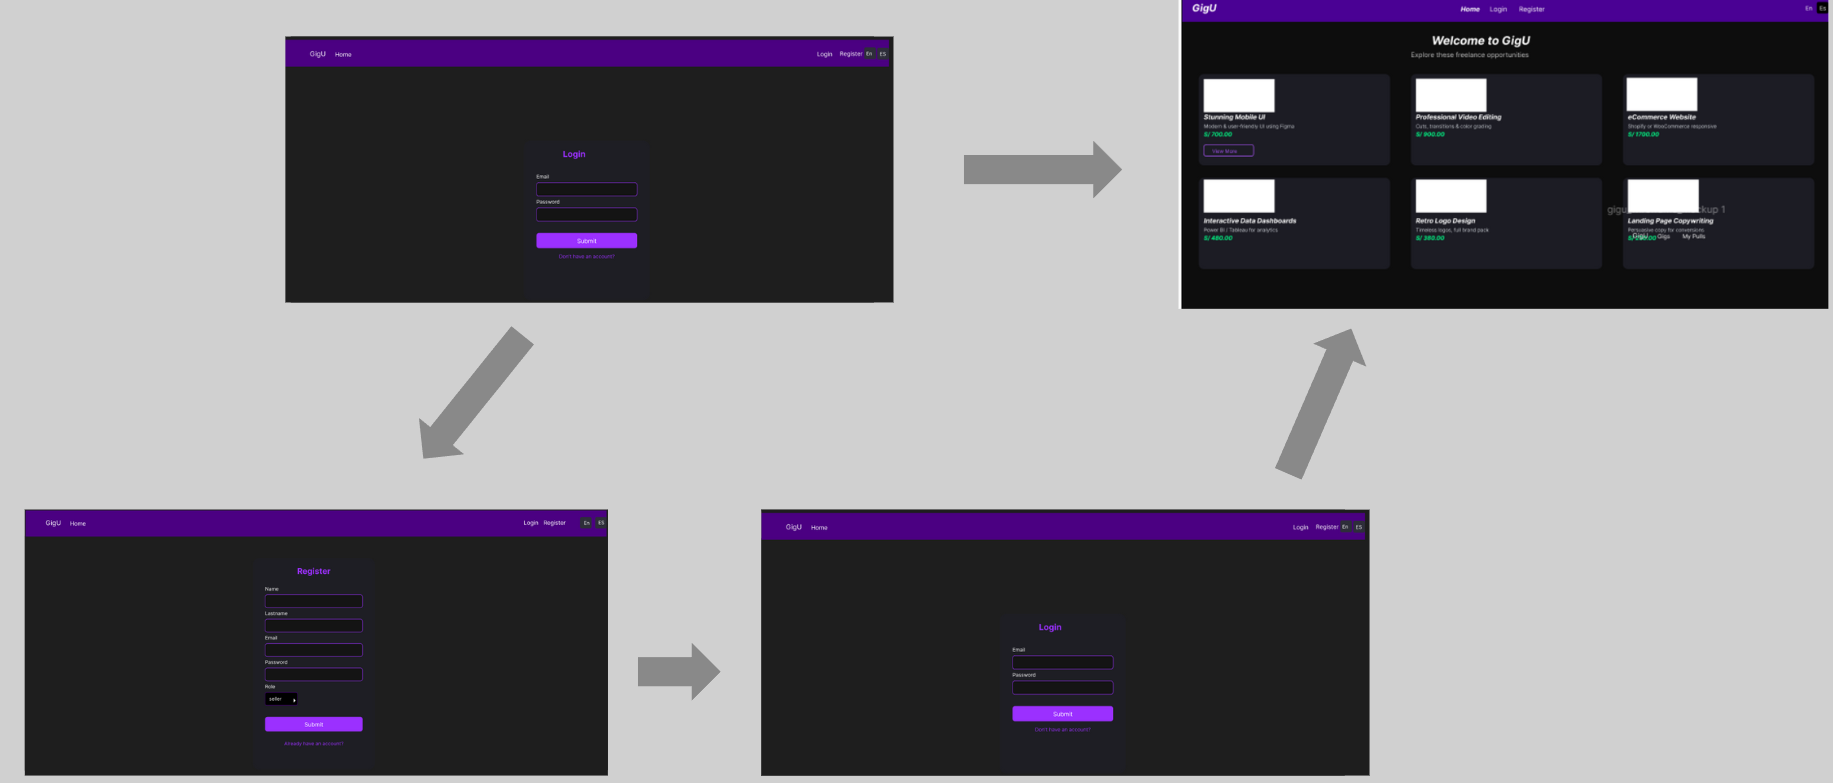 GigU Home Login Register En ES
Login
Email
Password
Submit
Don't have an account?
GigU Home Login Register En Es
Welcome to GigU
Explore these freelance opportunities
Stunning Mobile UI
Modern & user-friendly UI using Figma
S/ 700.00
View More
Professional Video Editing
Cuts, transitions & color grading
S/ 900.00
eCommerce Website
Shopify or WooCommerce responsive
S/ 1700.00
Interactive Data Dashboards
Power BI / Tableau for analytics
S/ 480.00
Retro Logo Design
Timeless logos, full brand pack
S/ 380.00
Landing Page Copywriting
Persuasive copy for conversions
GigU Gigs My Pulls
GigU Home Login Register En ES
Register
Name
Lastname
Email
Password
Role
seller
Submit
Already have an account?
GigU Home Login Register En ES
Login
Email
Password
Submit
Don't have an account?